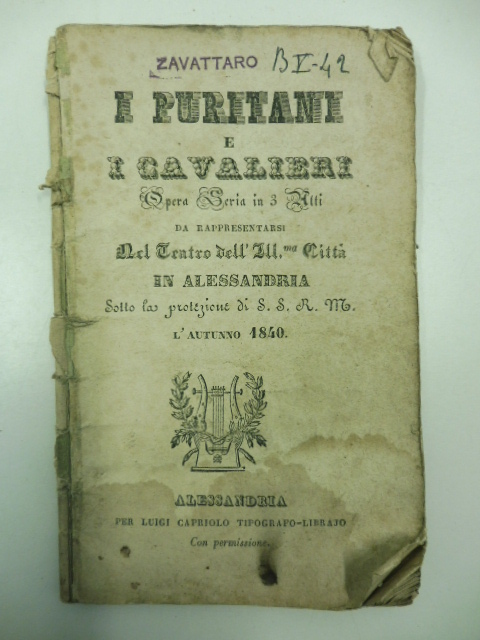 ZAVATTARO B V-42
I PURITANI
E
I CAVALIERI
Opera Seria in 3 Atti
DA RAPPRESENTARSI
Nel Teatro dell'Ill.ma Città
IN ALESSANDRIA
Sotto la protezione di S. S. R. M.
L'AUTUNNO 1840.
ALESSANDRIA
PER LUIGI CAPRIOLO TIPOGRAFO-LIBRAJO
Con permissione.